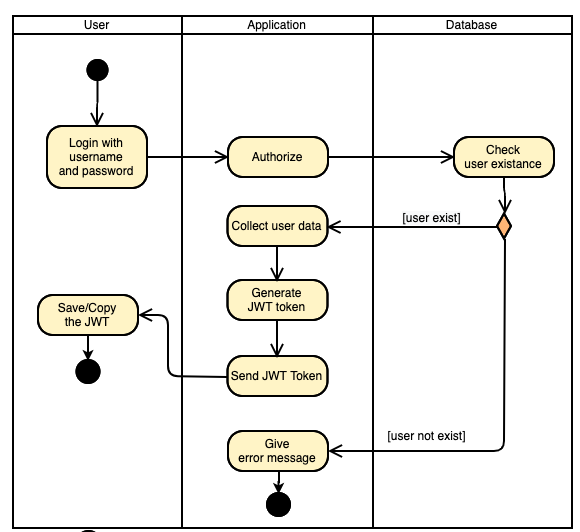 User
Application
Database
Login with
username
and password
Authorize
Check
user existance
[user exist]
Collect user data
Generate
JWT token
Save/Copy
the JWT
Send JWT Token
[user not exist]
Give
error message